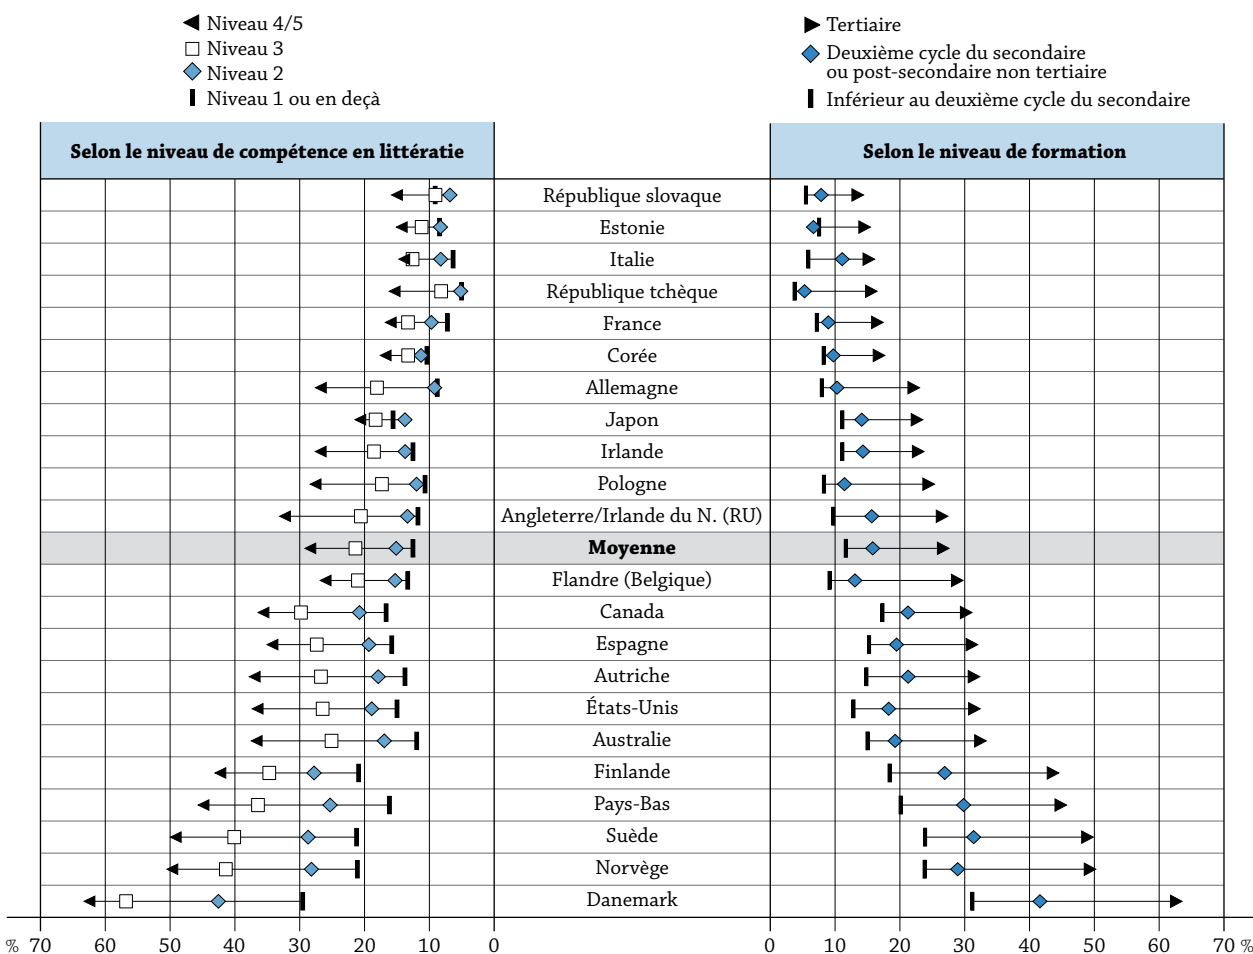 Niveau 4/5
Niveau 3
Niveau 2
Niveau 1 ou en deçà
Tertiaire
Deuxième cycle du secondaire
ou post-secondaire non tertiaire
Inférieur au deuxième cycle du secondaire
Selon le niveau de compétence en littératie
Selon le niveau de formation
République slovaque
Estonie
Italie
République tchèque
France
Corée
Allemagne
Japon
Irlande
Pologne
Angleterre/Irlande du N. (RU)
Moyenne
Flandre (Belgique)
Canada
Espagne
Autriche
États-Unis
Australie
Finlande
Pays-Bas
Suède
Norvège
Danemark
% 70 60 50 40 30 20 10 0
0 10 20 30 40 50 60 70 %